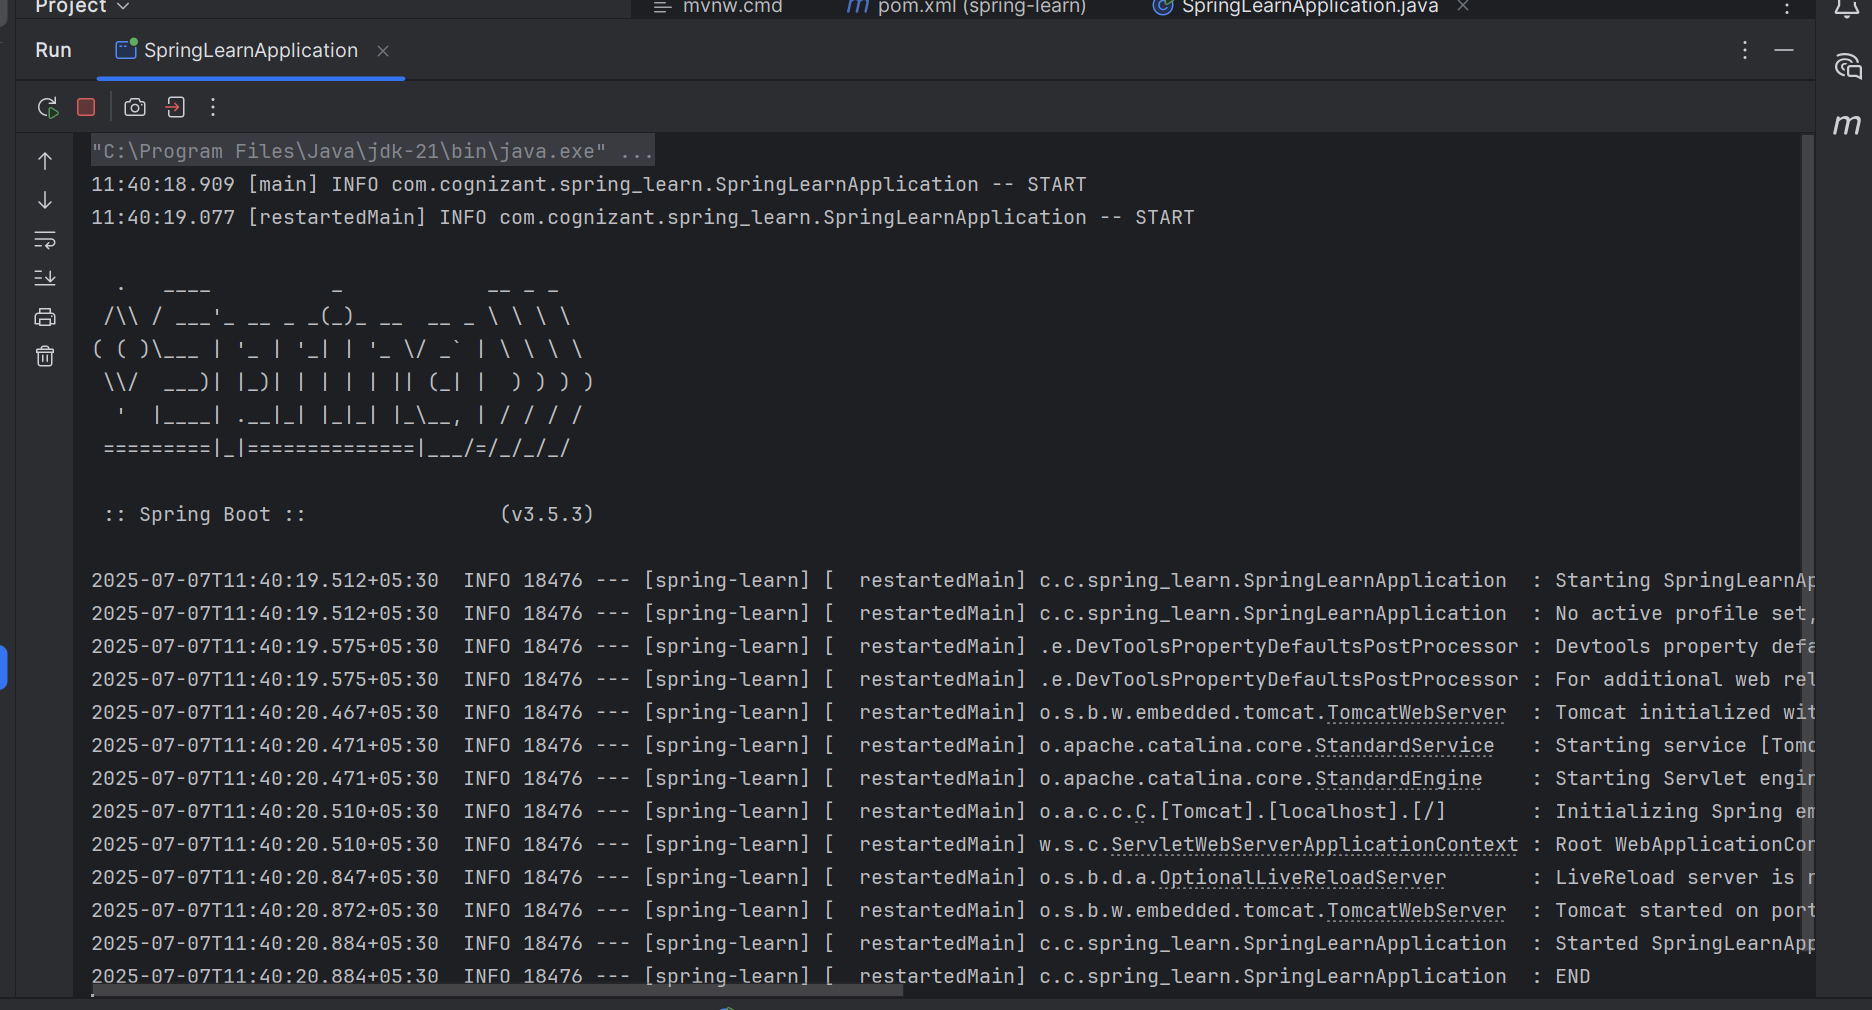 Project
mvnw.cmd
pom.xml (spring-learn)
SpringLearnApplication.java
Run
SpringLearnApplication
"C:\Program Files\Java\jdk-21\bin\java.exe" ...
11:40:18.909 [main] INFO com.cognizant.spring_learn.SpringLearnApplication -- START
11:40:19.077 [restartedMain] INFO com.cognizant.spring_learn.SpringLearnApplication -- START
  .   ____          _            __ _ _
 /\\ / ___'_ __ _ _(_)_ __  __ _ \ \ \ \
( ( )\___ | '_ | '_| | '_ \/ _` | \ \ \ \
 \\/  ___)| |_)| | | | | || (_| |  ) ) ) )
  '  |____| .__|_| |_|_| |_\__, | / / / /
 =========|_|==============|___/=/_/_/_/
 :: Spring Boot ::                (v3.5.3)
2025-07-07T11:40:19.512+05:30  INFO 18476 --- [spring-learn] [  restartedMain] c.c.spring_learn.SpringLearnApplication  : Starting SpringLearnAp
2025-07-07T11:40:19.512+05:30  INFO 18476 --- [spring-learn] [  restartedMain] c.c.spring_learn.SpringLearnApplication  : No active profile set,
2025-07-07T11:40:19.575+05:30  INFO 18476 --- [spring-learn] [  restartedMain] .e.DevToolsPropertyDefaultsPostProcessor : Devtools property defa
2025-07-07T11:40:19.575+05:30  INFO 18476 --- [spring-learn] [  restartedMain] .e.DevToolsPropertyDefaultsPostProcessor : For additional web rel
2025-07-07T11:40:20.467+05:30  INFO 18476 --- [spring-learn] [  restartedMain] o.s.b.w.embedded.tomcat.TomcatWebServer  : Tomcat initialized wit
2025-07-07T11:40:20.471+05:30  INFO 18476 --- [spring-learn] [  restartedMain] o.apache.catalina.core.StandardService   : Starting service [Tomc
2025-07-07T11:40:20.471+05:30  INFO 18476 --- [spring-learn] [  restartedMain] o.apache.catalina.core.StandardEngine    : Starting Servlet engin
2025-07-07T11:40:20.510+05:30  INFO 18476 --- [spring-learn] [  restartedMain] o.a.c.c.C.[Tomcat].[localhost].[/]       : Initializing Spring em
2025-07-07T11:40:20.510+05:30  INFO 18476 --- [spring-learn] [  restartedMain] w.s.c.ServletWebServerApplicationContext : Root WebApplicationCon
2025-07-07T11:40:20.847+05:30  INFO 18476 --- [spring-learn] [  restartedMain] o.s.b.d.a.OptionalLiveReloadServer       : LiveReload server is r
2025-07-07T11:40:20.872+05:30  INFO 18476 --- [spring-learn] [  restartedMain] o.s.b.w.embedded.tomcat.TomcatWebServer  : Tomcat started on port
2025-07-07T11:40:20.884+05:30  INFO 18476 --- [spring-learn] [  restartedMain] c.c.spring_learn.SpringLearnApplication  : Started SpringLearnApp
2025-07-07T11:40:20.884+05:30  INFO 18476 --- [spring-learn] [  restartedMain] c.c.spring_learn.SpringLearnApplication  : END